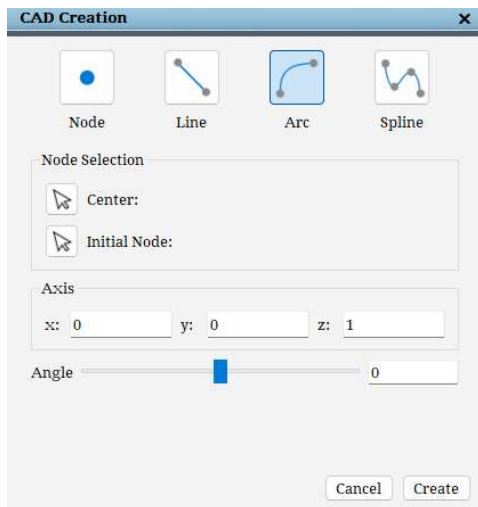 CAD Creation
Node Line Arc Spline
Node Selection
Center:
Initial Node:
Axis
x: 0 y: 0 z: 1
Angle 0
Cancel Create